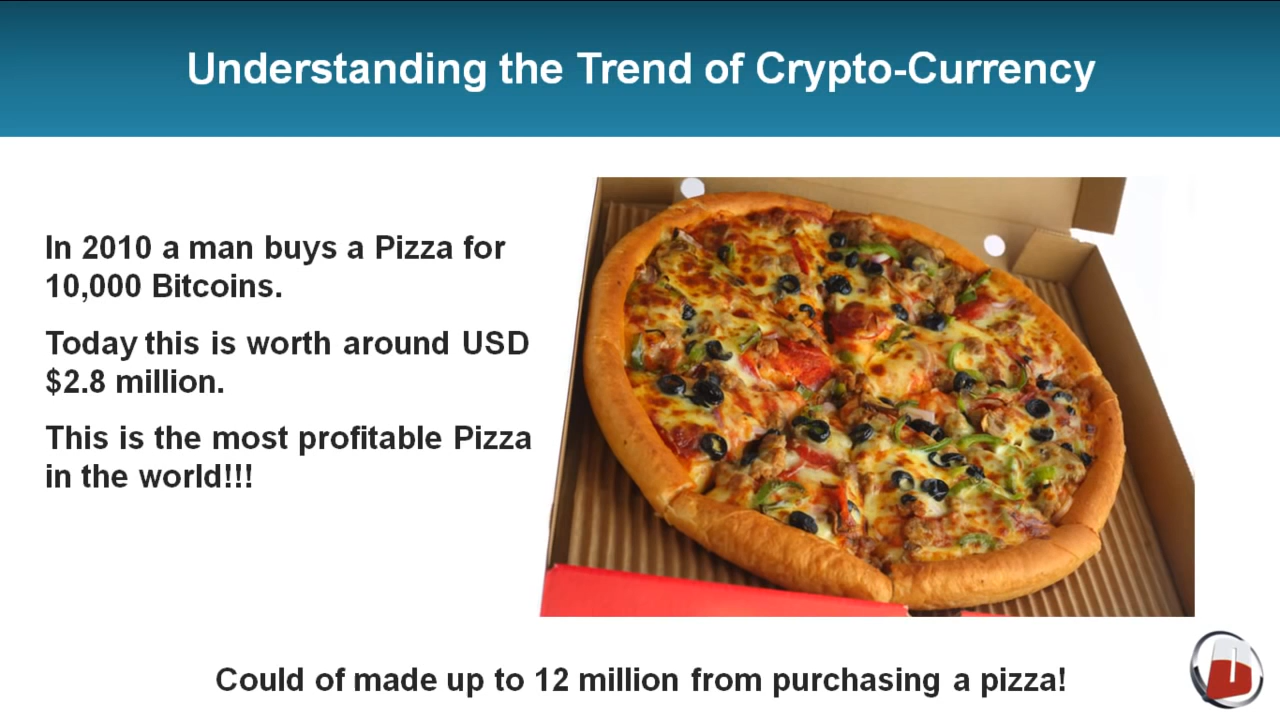 Understanding the Trend of Crypto-Currency
In 2010 a man buys a Pizza for
10,000 Bitcoins.
Today this is worth around USD
$2.8 million.
This is the most profitable Pizza
in the world!!!
Could of made up to 12 million from purchasing a pizza!